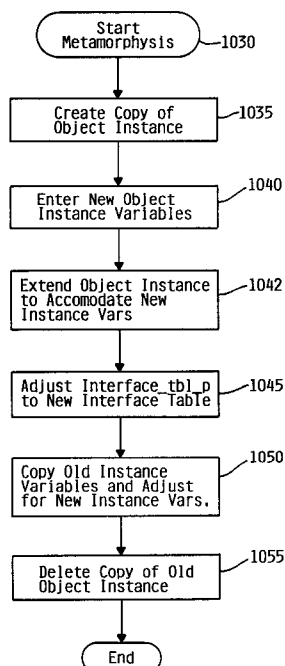 Start
Metamorphysis
1030
Create Copy of
Object Instance
1035
Enter New Object
Instance Variables
1040
Extend Object Instance
to Accomodate New
Instance Vars
1042
Adjust Interface_tbl_p
to New Interface Table
1045
Copy Old Instance
Variables and Adjust
for New Instance Vars.
1050
Delete Copy of Old
Object Instance
1055
End